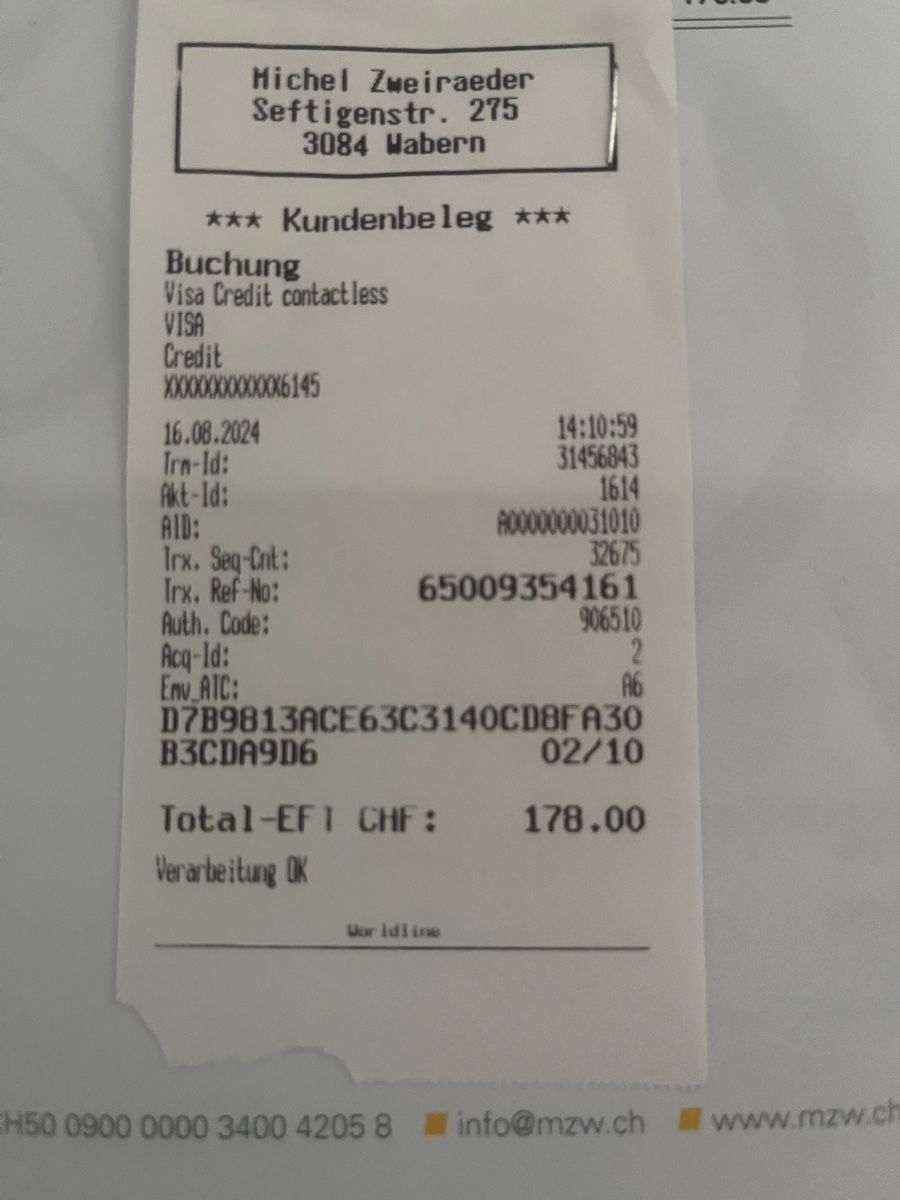 Michel Zweiraeder
Seftigenstr. 275
3084 Wabern
*** Kundenbeleg ***
Buchung
Visa Credit contactless
VISA
Credit
XXXXXXXXXXXX6145
16.08.2024 14:10:59
Trm-Id: 31456843
Akt-Id: 1614
AID: A0000000031010
Trx. Seq-Cnt: 32675
Trx. Ref-No: 65009354161
Auth. Code: 906510
Acq-Id: 2
Env_ATC: A6
D7B9813ACE63C3140CD8FA30
B3CDA9D6 02/10
Total-EFT CHF: 178.00
Verarbeitung OK
Worldline
CH50 0900 0000 3400 4205 8 info@mzw.ch www.mzw.ch